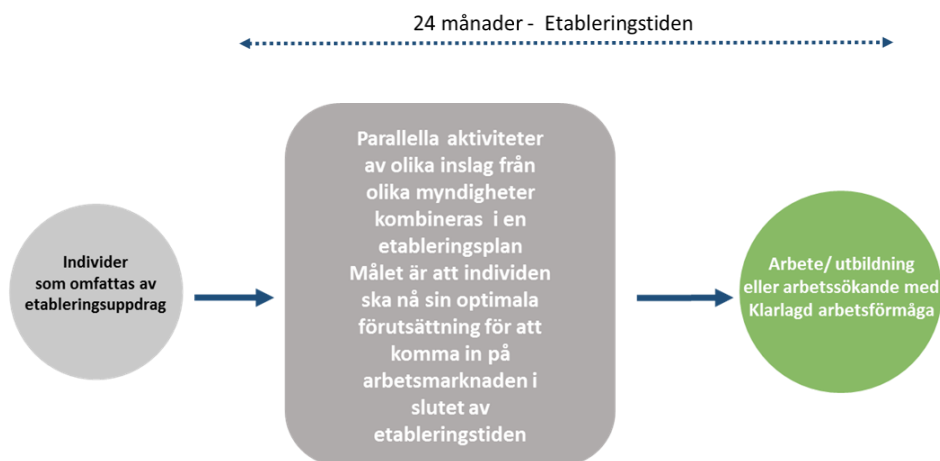 24 månader - Etableringstiden
Individer
som omfattas av
etableringsuppdrag
Parallella aktiviteter
av olika inslag från
olika myndigheter
kombineras i en
etableringsplan
Målet är att individen
ska nå sin optimala
förutsättning för att
komma in på
arbetsmarknaden i
slutet av
etableringstiden
Arbete/ utbildning
eller arbetssökande med
Klarlagd arbetsförmåga